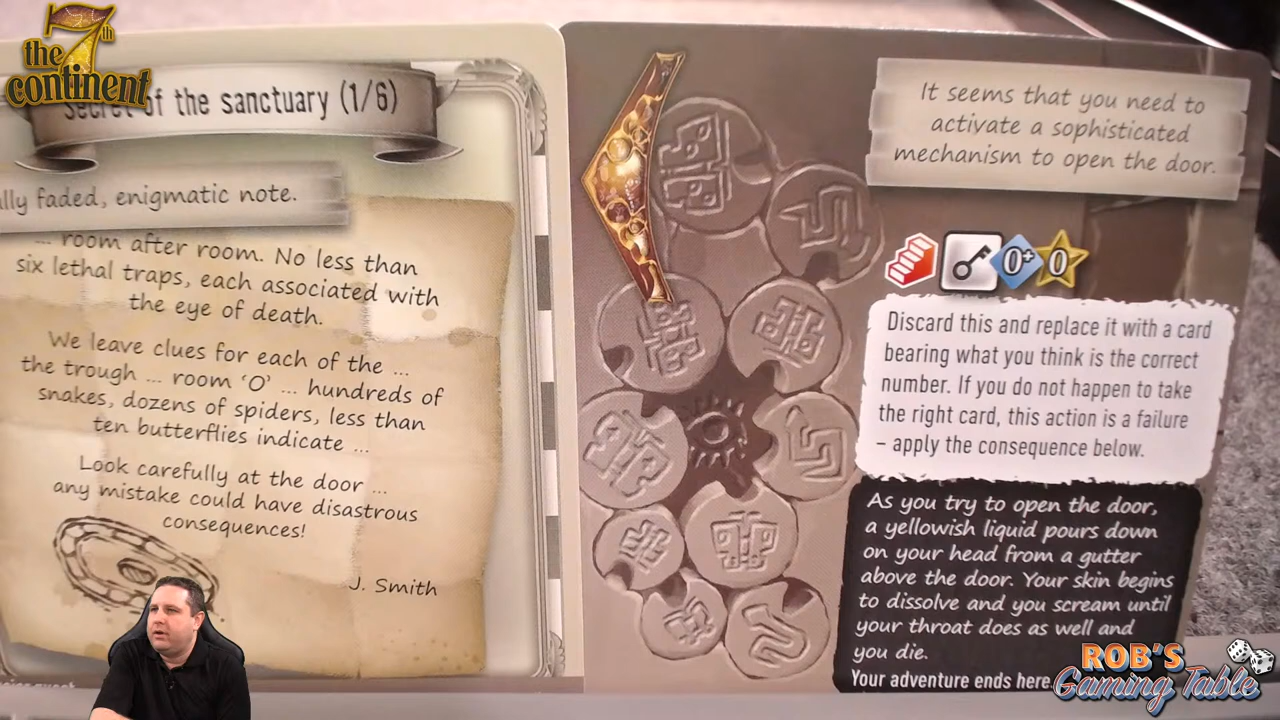 the 7th continent
Secret of the sanctuary (1/6)
faded, enigmatic note.
... room after room. No less than
six lethal traps, each associated with
the eye of death.
We leave clues for each of the ...
the trough ... room ‘O’ ... hundreds of
snakes, dozens of spiders, less than
ten butterflies indicate ...
Look carefully at the door ...
any mistake could have disastrous
consequences!
J. Smith
It seems that you need to
activate a sophisticated
mechanism to open the door.
0+ 0
Discard this and replace it with a card
bearing what you think is the correct
number. If you do not happen to take
the right card, this action is a failure
– apply the consequence below.
As you try to open the door,
a yellowish liquid pours down
on your head from a gutter
above the door. Your skin begins
to dissolve and you scream until
your throat does as well and
you die.
Your adventure ends here.
ROB'S
Gaming Table